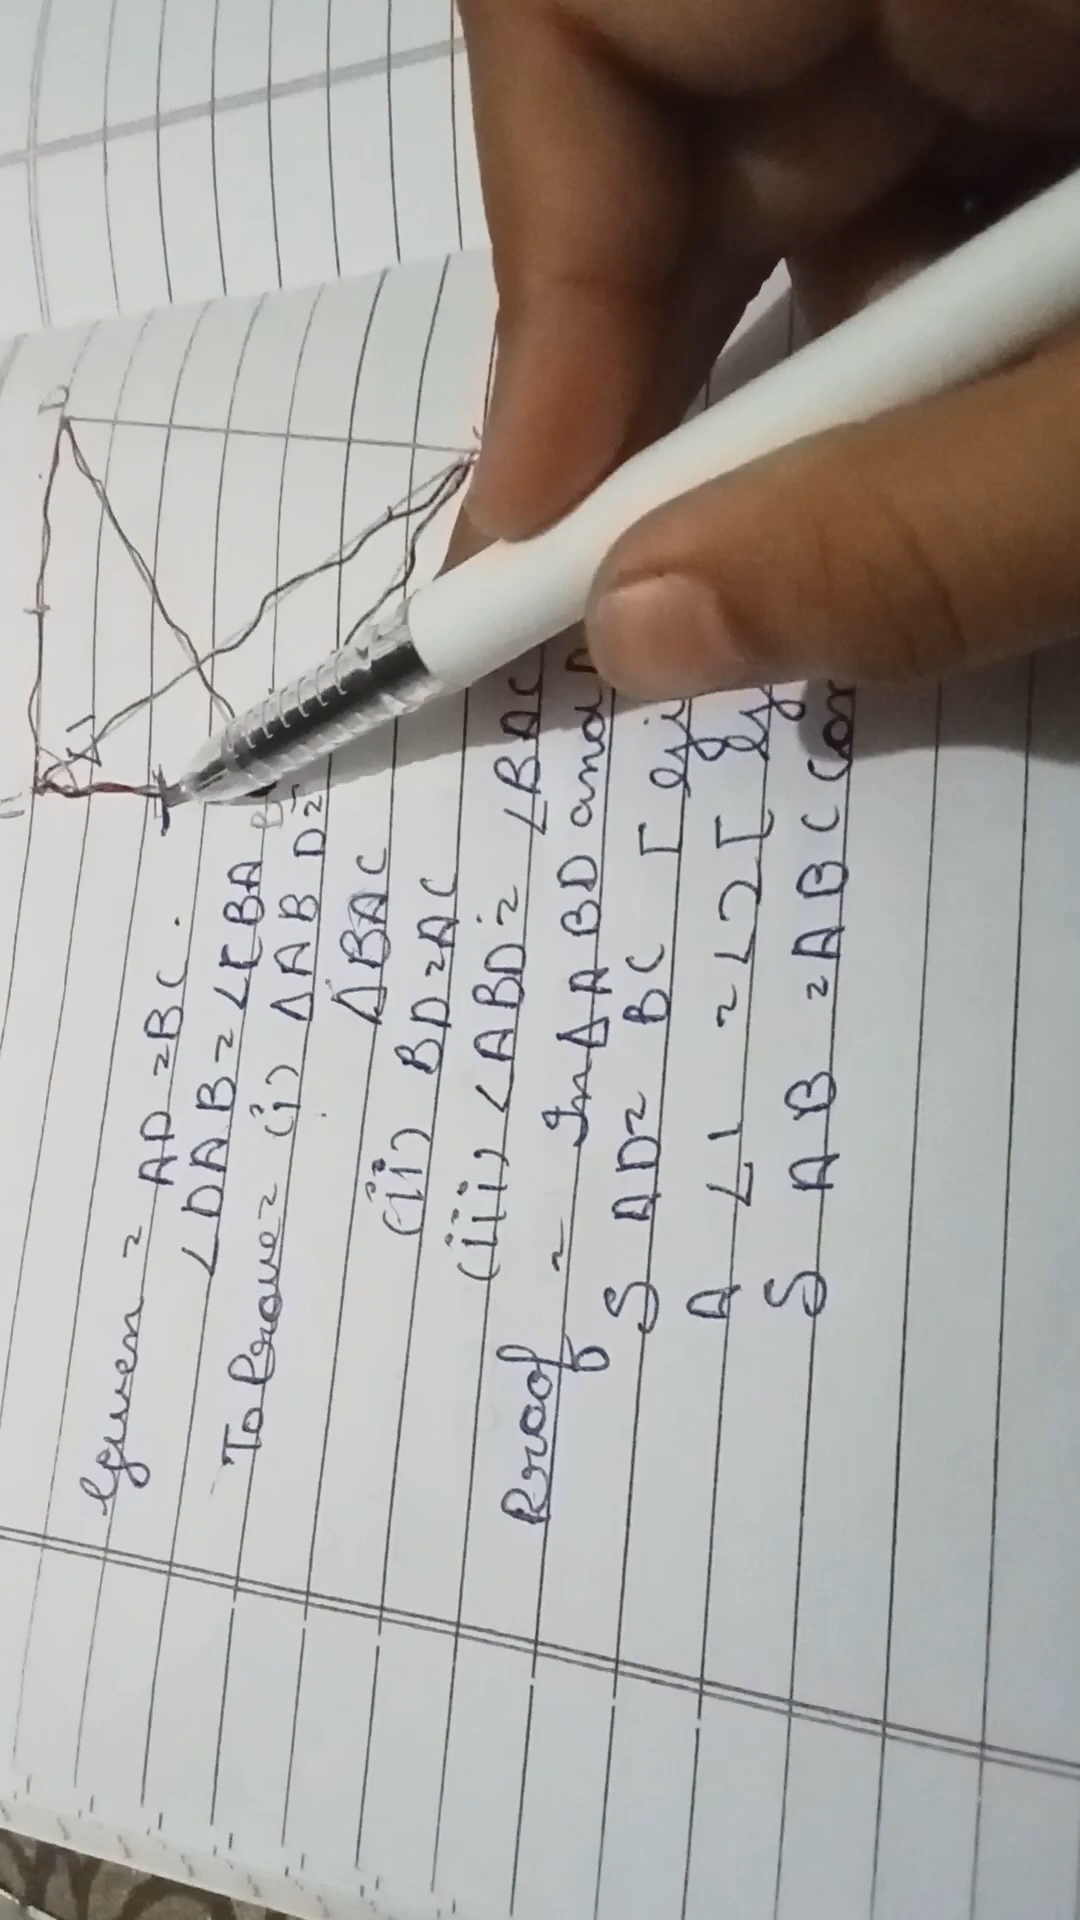 D
Given = AD = BC.
∠DAB = ∠CBA
To Prove = (i) ΔABD =
ΔBAC
(ii) BD = AC
(iii) ∠ABD = ∠BAC
Proof = In ΔABD and
S AD = BC [
A ∠1 = ∠2 [
S AB = AB (